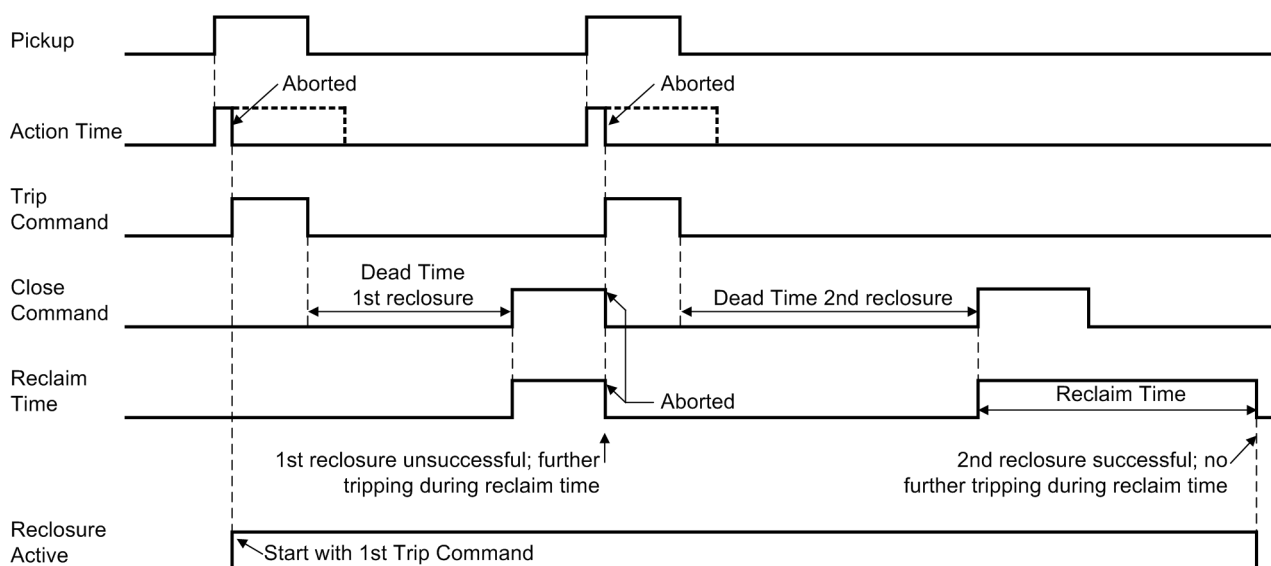 Pickup
Aborted
Aborted
Action Time
Trip
Command
Close
Command
Dead Time
1st reclosure
Dead Time 2nd reclosure
Reclaim
Time
Aborted
Reclaim Time
1st reclosure unsuccessful; further
tripping during reclaim time
2nd reclosure successful; no
further tripping during reclaim time
Reclosure
Active
Start with 1st Trip Command